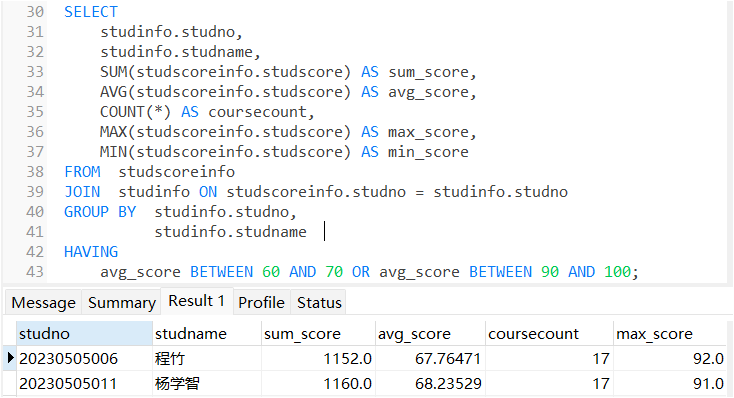 30 SELECT
31 studinfo.studno,
32 studinfo.studname,
33 SUM(studscoreinfo.studscore) AS sum_score,
34 AVG(studscoreinfo.studscore) AS avg_score,
35 COUNT(*) AS coursecount,
36 MAX(studscoreinfo.studscore) AS max_score,
37 MIN(studscoreinfo.studscore) AS min_score
38 FROM studscoreinfo
39 JOIN studinfo ON studscoreinfo.studno = studinfo.studno
40 GROUP BY studinfo.studno,
41 studinfo.studname
42 HAVING
43 avg_score BETWEEN 60 AND 70 OR avg_score BETWEEN 90 AND 100;
Message Summary Result 1 Profile Status
studno studname sum_score avg_score coursecount max_score
20230505006 程竹 1152.0 67.76471 17 92.0
20230505011 杨学智 1160.0 68.23529 17 91.0